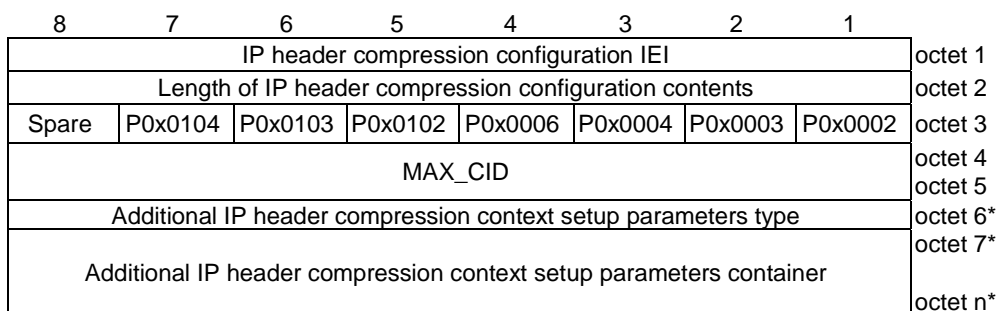 8 7 6 5 4 3 2 1
IP header compression configuration IEI octet 1
Length of IP header compression configuration contents octet 2
Spare P0x0104 P0x0103 P0x0102 P0x0006 P0x0004 P0x0003 P0x0002 octet 3
MAX_CID octet 4
octet 5
Additional IP header compression context setup parameters type octet 6*
octet 7*
Additional IP header compression context setup parameters container
octet n*